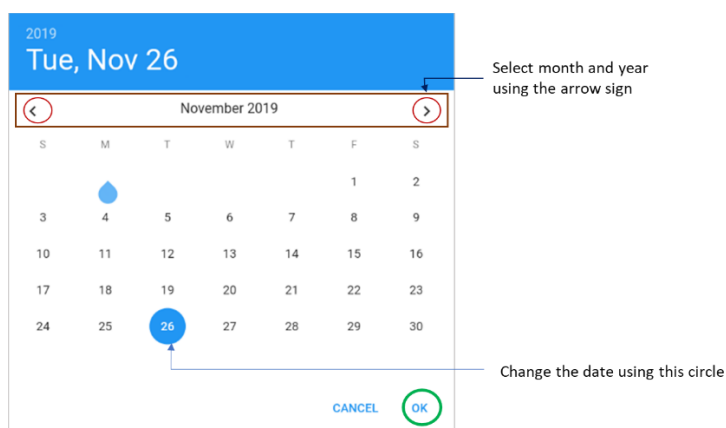 2019
Tue, Nov 26
Select month and year
using the arrow sign
November 2019
S M T W T F S
1 2
3 4 5 6 7 8 9
10 11 12 13 14 15 16
17 18 19 20 21 22 23
24 25 26 27 28 29 30
Change the date using this circle
CANCEL OK